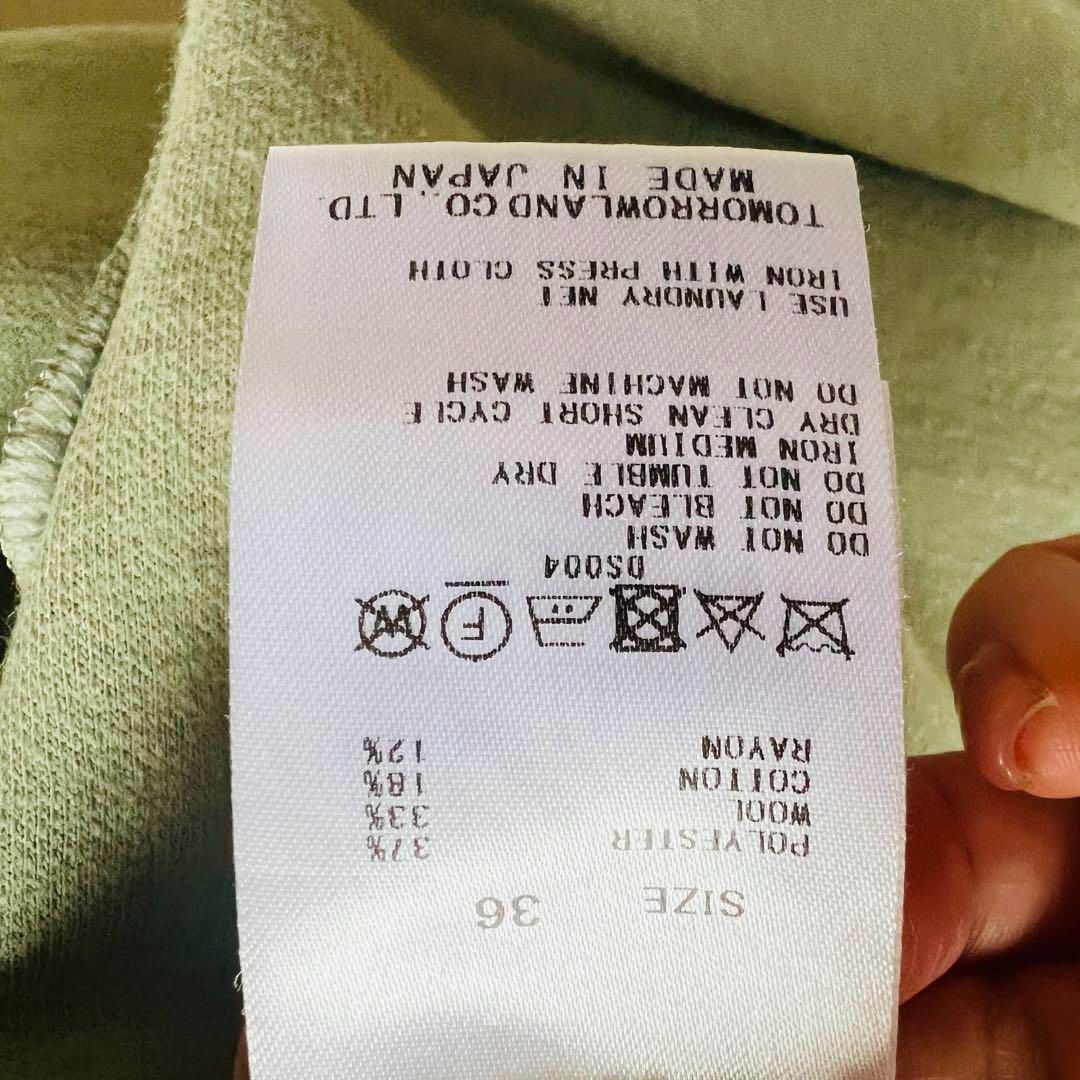 SIZE 36
POLYESTER 37%
WOOL 33%
COTTON 18%
RAYON 12%
F
W
DS004
DO NOT WASH
DO NOT BLEACH
DO NOT TUMBLE DRY
IRON MEDIUM
DRY CLEAN SHORT CYCLE
DO NOT MACHINE WASH
USE LAUNDRY NET
IRON WITH PRESS CLOTH
TOMORROWLAND CO., LTD.
MADE IN JAPAN